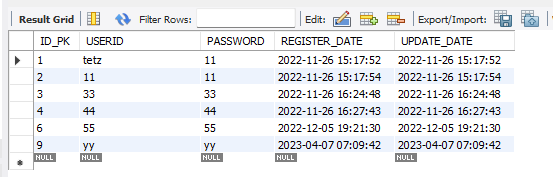 Result Grid Filter Rows: Edit: Export/Import:
ID_PK USERID PASSWORD REGISTER_DATE UPDATE_DATE
1 tetz 11 2022-11-26 15:17:52 2022-11-26 15:17:52
2 11 11 2022-11-26 15:17:54 2022-11-26 15:17:54
3 33 33 2022-11-26 16:24:48 2022-11-26 16:24:48
4 44 44 2022-11-26 16:27:43 2022-11-26 16:27:43
6 55 55 2022-12-05 19:21:30 2022-12-05 19:21:30
9 yy yy 2023-04-07 07:09:42 2023-04-07 07:09:42
NULL NULL NULL NULL NULL